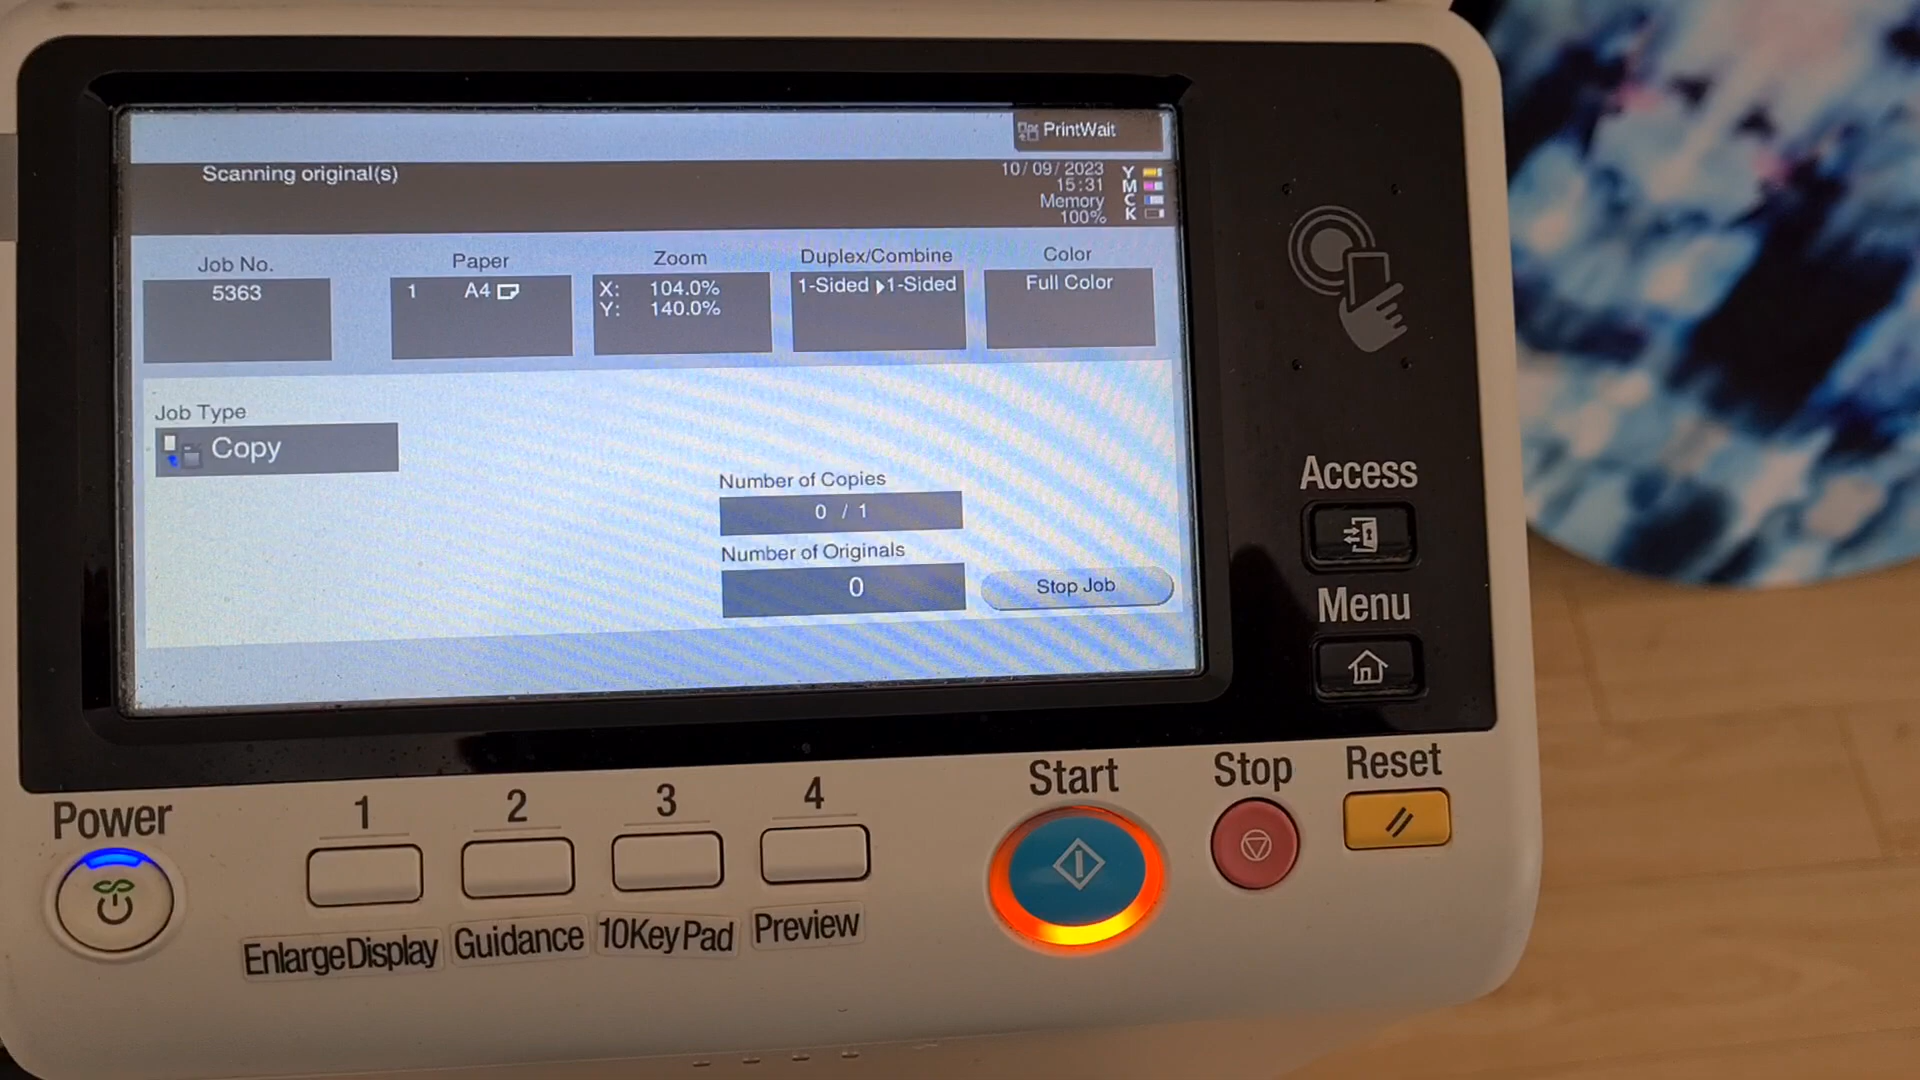 PrintWait
Scanning original(s)
10/09/2023
15:31
Memory
100%
Y
M
C
K
Job No.
5363
Paper
1 A4
Zoom
X: 104.0%
Y: 140.0%
Duplex/Combine
1-Sided ▶1-Sided
Color
Full Color
Job Type
Copy
Number of Copies
0 / 1
Number of Originals
0
Stop Job
Access
Menu
Power
1
2
3
4
Start
Stop
Reset
EnlargeDisplay
Guidance
10KeyPad
Preview